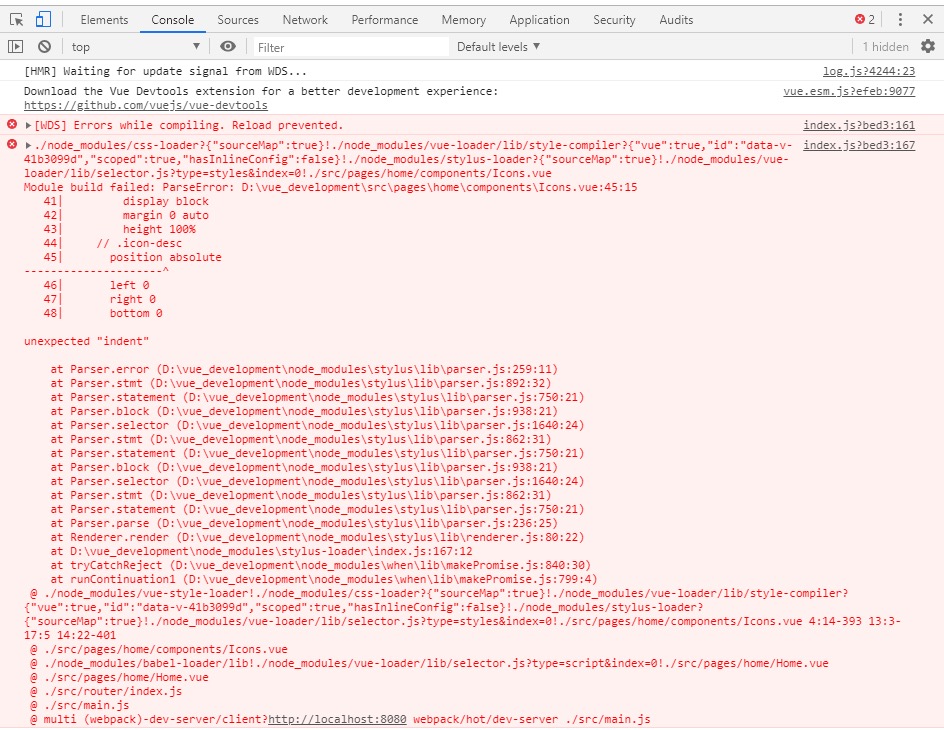 Elements Console Sources Network Performance Memory Application Security Audits 2
top Filter Default levels 1 hidden
[HMR] Waiting for update signal from WDS... log.js?4244:23
Download the Vue Devtools extension for a better development experience: vue.esm.js?efeb:9077
https://github.com/vuejs/vue-devtools
[WDS] Errors while compiling. Reload prevented. index.js?bed3:161
./node_modules/css-loader?{"sourceMap":true}!./node_modules/vue-loader/lib/style-compiler?{"vue":true,"id":"data-v- index.js?bed3:167
41b3099d","scoped":true,"hasInlineConfig":false}!./node_modules/stylus-loader?{"sourceMap":true}!./node_modules/vue-
loader/lib/selector.js?type=styles&index=0!./src/pages/home/components/Icons.vue
Module build failed: ParseError: D:\vue_development\src\pages\home\components\Icons.vue:45:15
41| display block
42| margin 0 auto
43| height 100%
44| // .icon-desc
45| position absolute
---------------------^
46| left 0
47| right 0
48| bottom 0
unexpected "indent"
at Parser.error (D:\vue_development\node_modules\stylus\lib\parser.js:259:11)
at Parser.stmt (D:\vue_development\node_modules\stylus\lib\parser.js:892:32)
at Parser.statement (D:\vue_development\node_modules\stylus\lib\parser.js:750:21)
at Parser.block (D:\vue_development\node_modules\stylus\lib\parser.js:938:21)
at Parser.selector (D:\vue_development\node_modules\stylus\lib\parser.js:1640:24)
at Parser.stmt (D:\vue_development\node_modules\stylus\lib\parser.js:862:31)
at Parser.statement (D:\vue_development\node_modules\stylus\lib\parser.js:750:21)
at Parser.block (D:\vue_development\node_modules\stylus\lib\parser.js:938:21)
at Parser.selector (D:\vue_development\node_modules\stylus\lib\parser.js:1640:24)
at Parser.stmt (D:\vue_development\node_modules\stylus\lib\parser.js:862:31)
at Parser.statement (D:\vue_development\node_modules\stylus\lib\parser.js:750:21)
at Parser.parse (D:\vue_development\node_modules\stylus\lib\parser.js:236:25)
at Renderer.render (D:\vue_development\node_modules\stylus\lib\renderer.js:80:22)
at D:\vue_development\node_modules\stylus-loader\index.js:167:12
at tryCatchReject (D:\vue_development\node_modules\when\lib\makePromise.js:840:30)
at runContinuation1 (D:\vue_development\node_modules\when\lib\makePromise.js:799:4)
@ ./node_modules/vue-style-loader!./node_modules/css-loader?{"sourceMap":true}!./node_modules/vue-loader/lib/style-compiler?
{"vue":true,"id":"data-v-41b3099d","scoped":true,"hasInlineConfig":false}!./node_modules/stylus-loader?
{"sourceMap":true}!./node_modules/vue-loader/lib/selector.js?type=styles&index=0!./src/pages/home/components/Icons.vue 4:14-393 13:3-
17:5 14:22-401
@ ./src/pages/home/components/Icons.vue
@ ./node_modules/babel-loader/lib!./node_modules/vue-loader/lib/selector.js?type=script&index=0!./src/pages/home/Home.vue
@ ./src/pages/home/Home.vue
@ ./src/router/index.js
@ ./src/main.js
@ multi (webpack)-dev-server/client?http://localhost:8080 webpack/hot/dev-server ./src/main.js